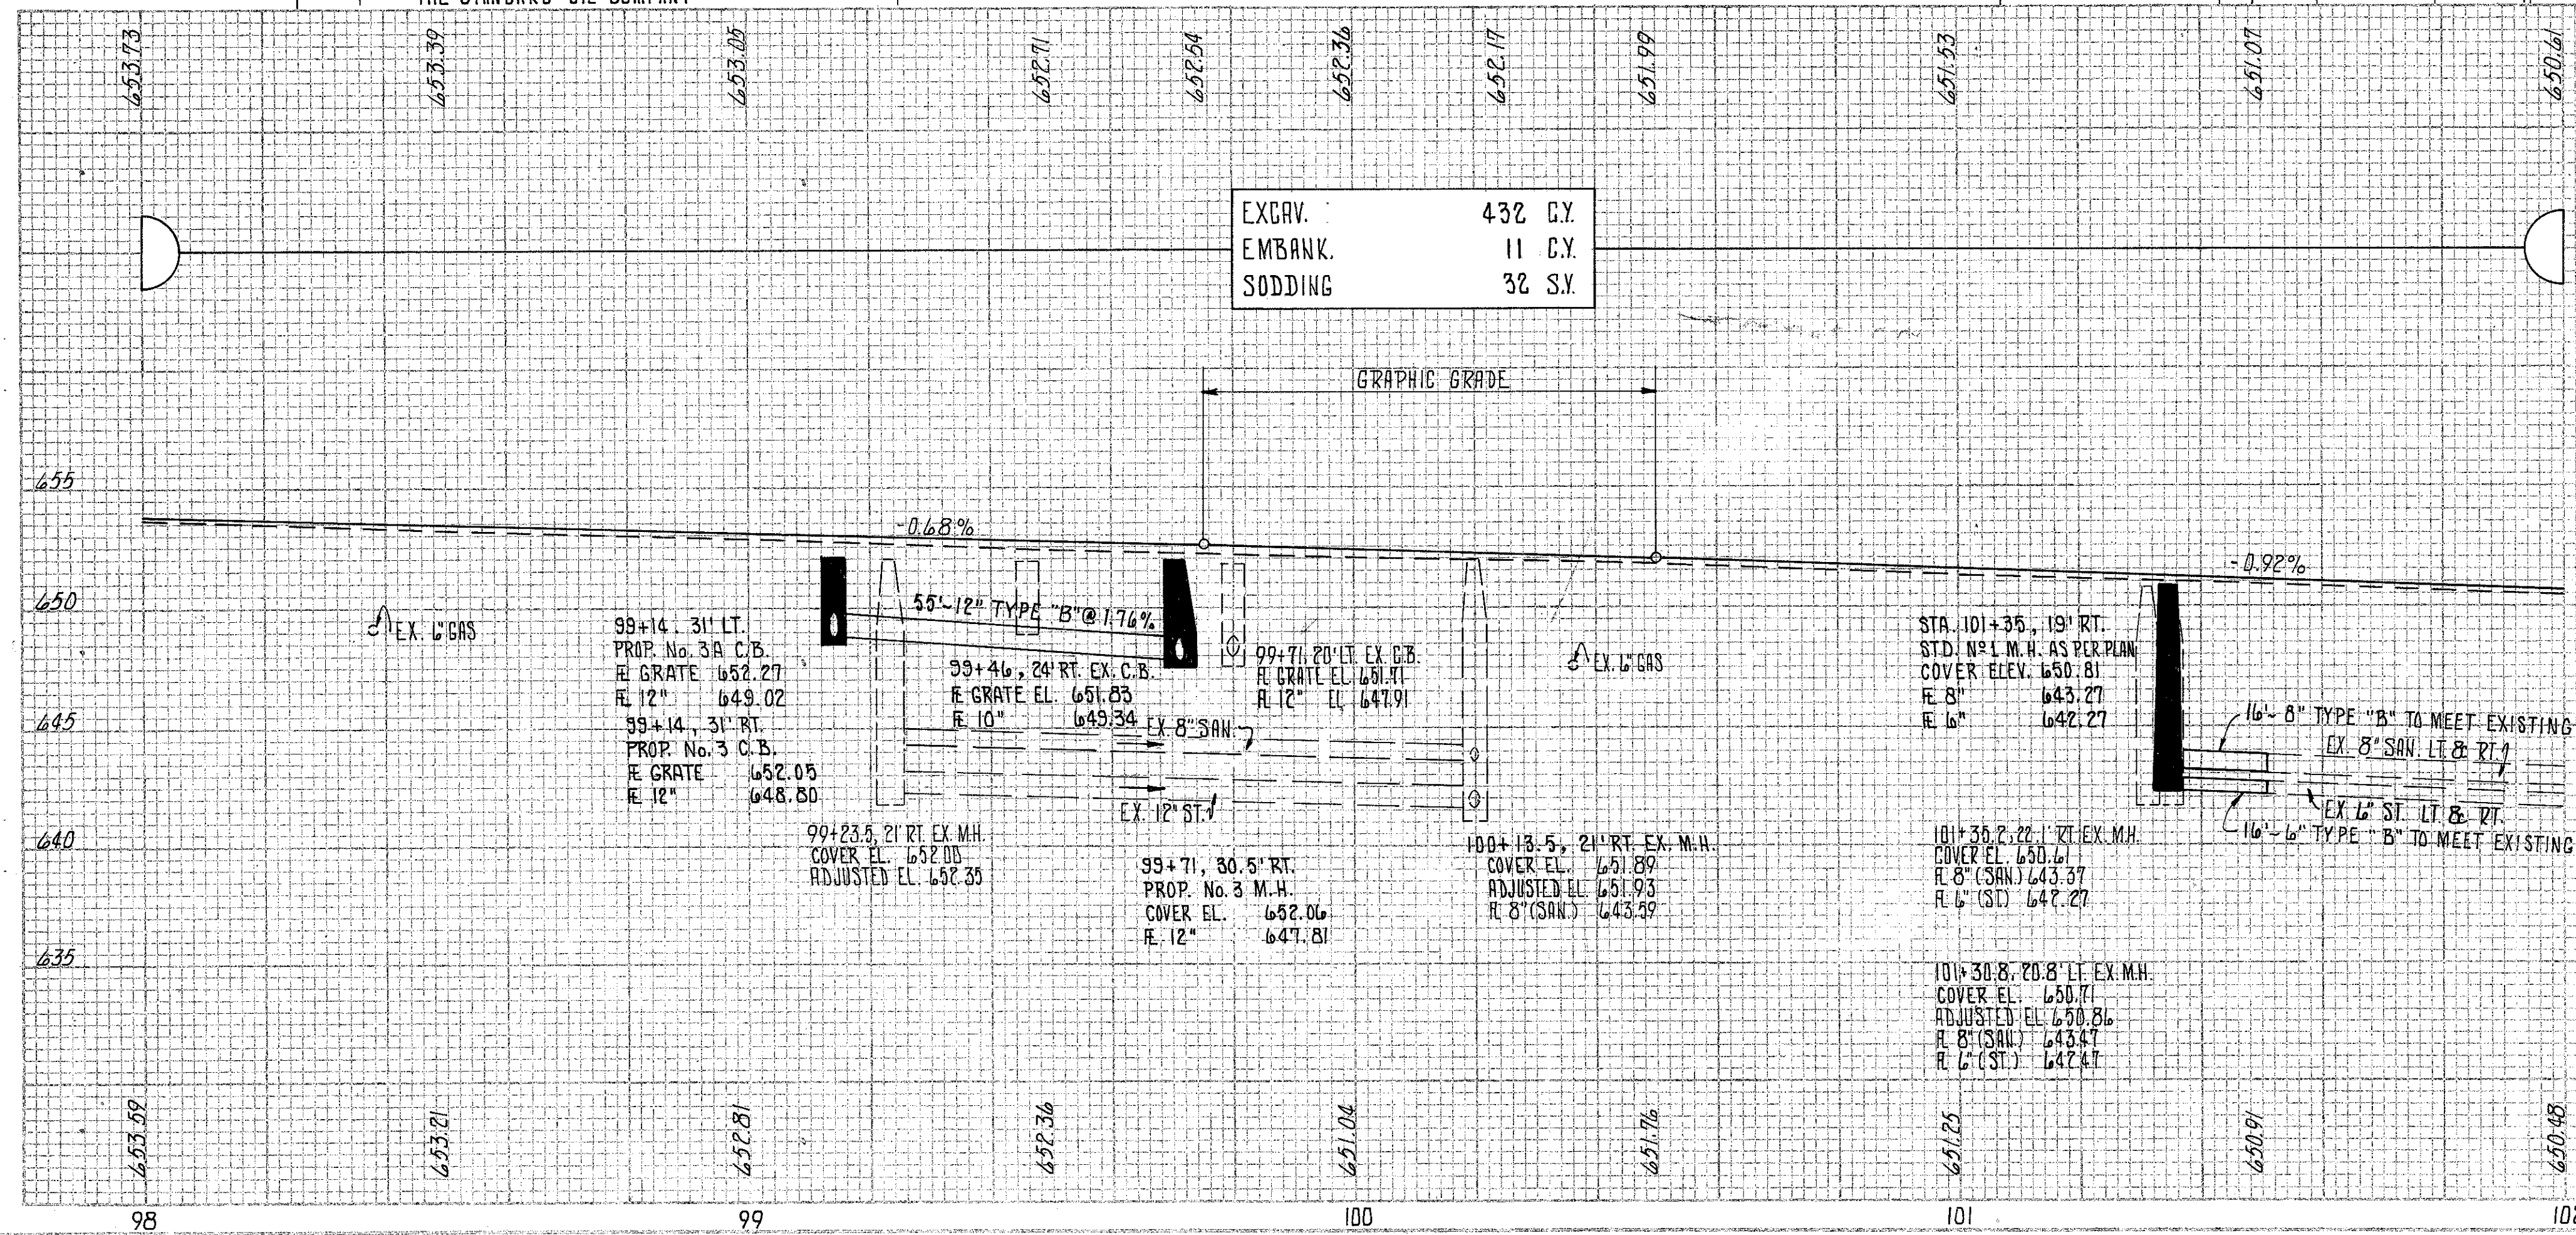 THE STANDARD OIL COMPANY
653.73
653.39
653.05
652.71
652.54
652.36
652.17
651.99
651.53
651.07
650.61
EXCAV. 432 C.Y.
EMBANK. 11 C.Y.
SODDING 32 S.Y.
GRAPHIC GRADE
655
-0.68%
-0.92%
650
EX. 6" GAS
55'~12" TYPE "B" @ 1.76%
99+14, 31' LT.
PROP. No. 3A C.B.
FL GRATE 652.27
FL 12" 649.02
99+14, 31' RT.
PROP. No. 3 C.B.
FL GRATE 652.05
FL 12" 648.80
99+46, 24' RT. EX. C.B.
FL GRATE EL. 651.83
FL 10" 649.34
99+71, 20' LT. EX. C.B.
FL GRATE EL. 651.71
FL 12" EL. 647.91
EX. 6" GAS
STA. 101+35, 19' RT.
STD. Nº 1 M.H. AS PER PLAN
COVER ELEV. 650.81
FL 8" 643.27
FL 6" 642.27
645
EX. 8" SAN.
16'~8" TYPE "B" TO MEET EXISTING
EX. 8" SAN. LT. & RT.
EX. 12" ST.
EX. 6" ST. LT. & RT.
16'~6" TYPE "B" TO MEET EXISTING
640
99+23.5, 21' RT. EX. M.H.
COVER EL. 652.00
ADJUSTED EL. 652.35
99+71, 30.5' RT.
PROP. No. 3 M.H.
COVER EL. 652.06
FL 12" 647.81
100+13.5, 21' RT. EX. M.H.
COVER EL. 651.89
ADJUSTED EL. 651.93
FL 8" (SAN.) 643.59
101+35.2, 22.1' RT. EX. M.H.
COVER EL. 650.61
FL 8" (SAN.) 643.37
FL 6" (ST.) 642.27
635
101+30.8, 20.8' LT. EX. M.H.
COVER EL. 650.71
ADJUSTED EL. 650.86
FL 8" (SAN.) 643.47
FL 6" (ST.) 642.47
653.59
653.21
652.81
652.36
651.04
651.76
651.25
650.91
650.48
98
99
100
101
102